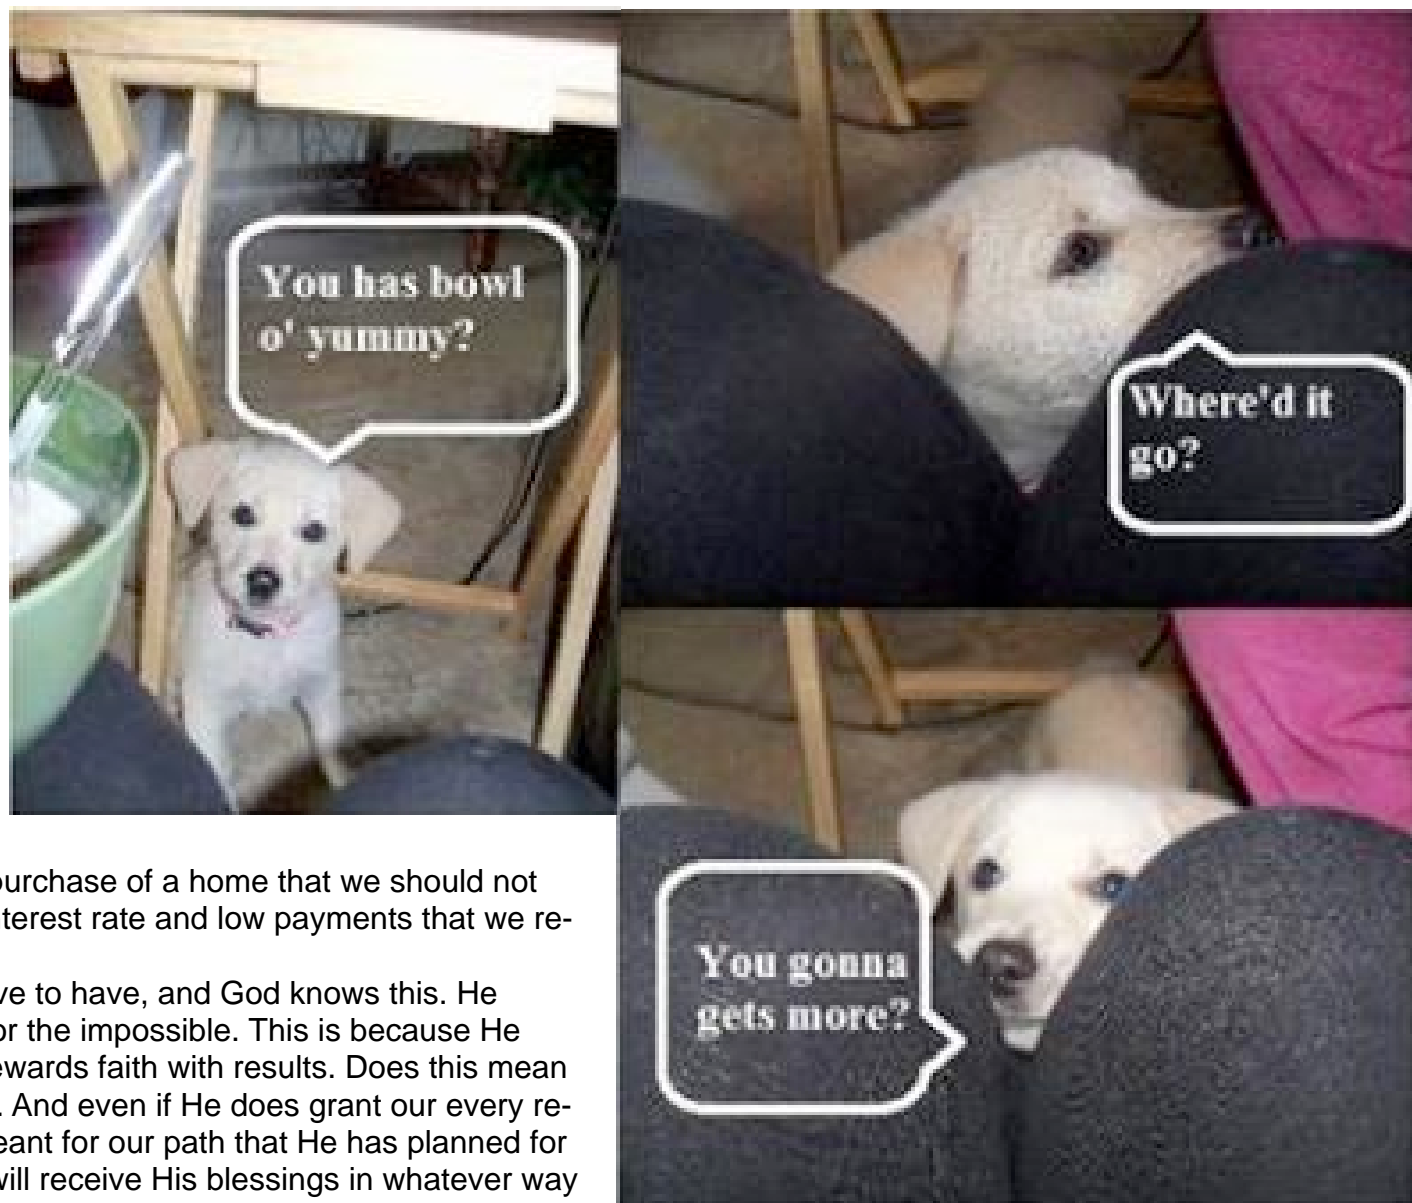 You has bowl
o' yummy?
Where'd it
go?
You gonna
gets more?
purchase of a home that we should not
terest rate and low payments that we re-
ve to have, and God knows this. He
or the impossible. This is because He
ewards faith with results. Does this mean
. And even if He does grant our every re-
eant for our path that He has planned for
will receive His blessings in whatever way